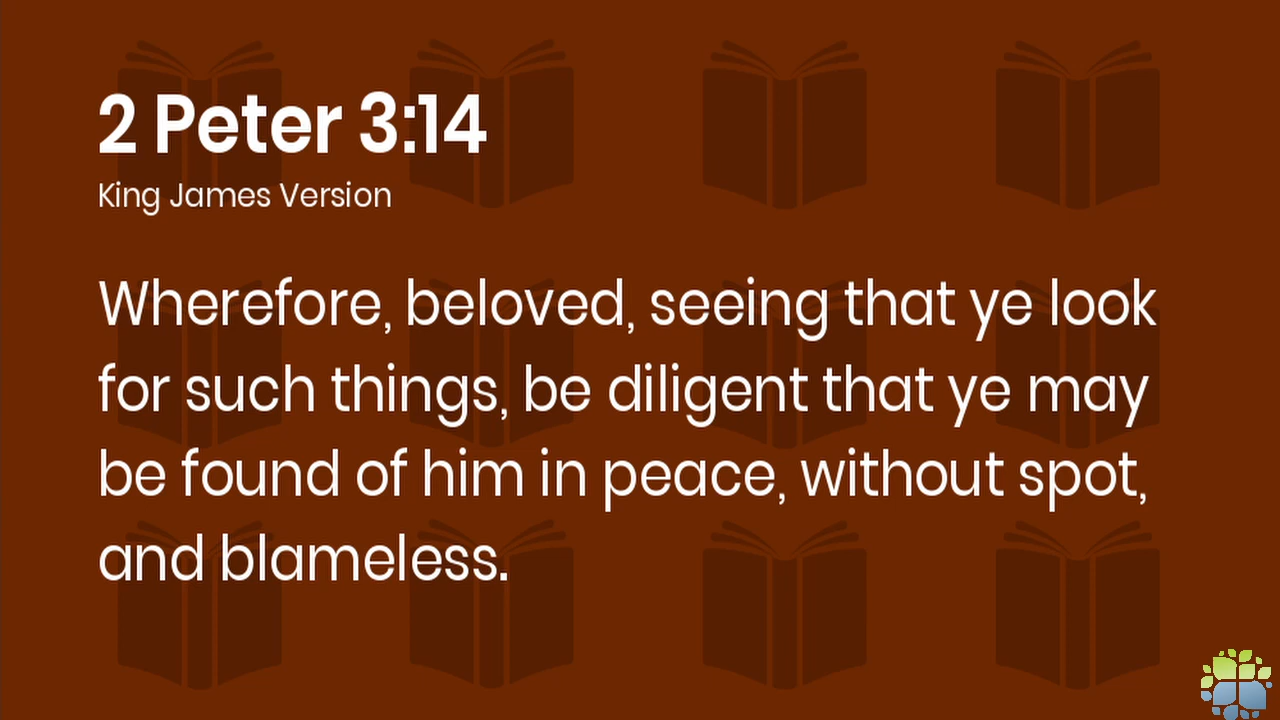 2 Peter 3:14
King James Version
Wherefore, beloved, seeing that ye look
for such things, be diligent that ye may
be found of him in peace, without spot,
and blameless.